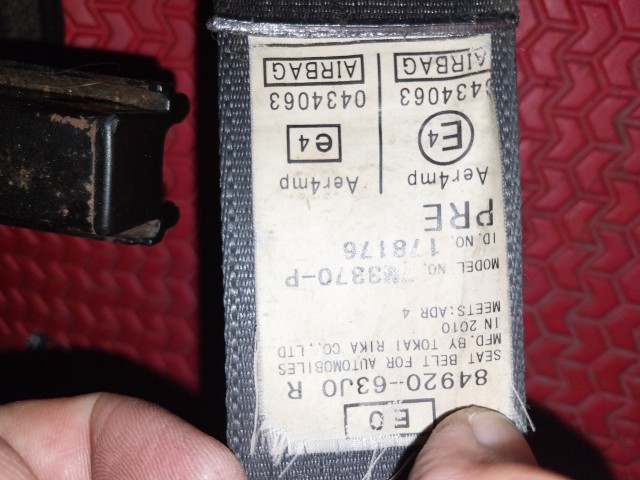 E0
84920-63J0 R
SEAT BELT FOR AUTOMOBILES
MFD. BY TOKAI RIKA CO., LTD
IN 2010
MEETS: ADR 4
MODEL NO. M3370-P
ID. NO. 178176
PRE
Aer4mp Aer4mp
E4 e4
0434063 0434063
AIRBAG AIRBAG